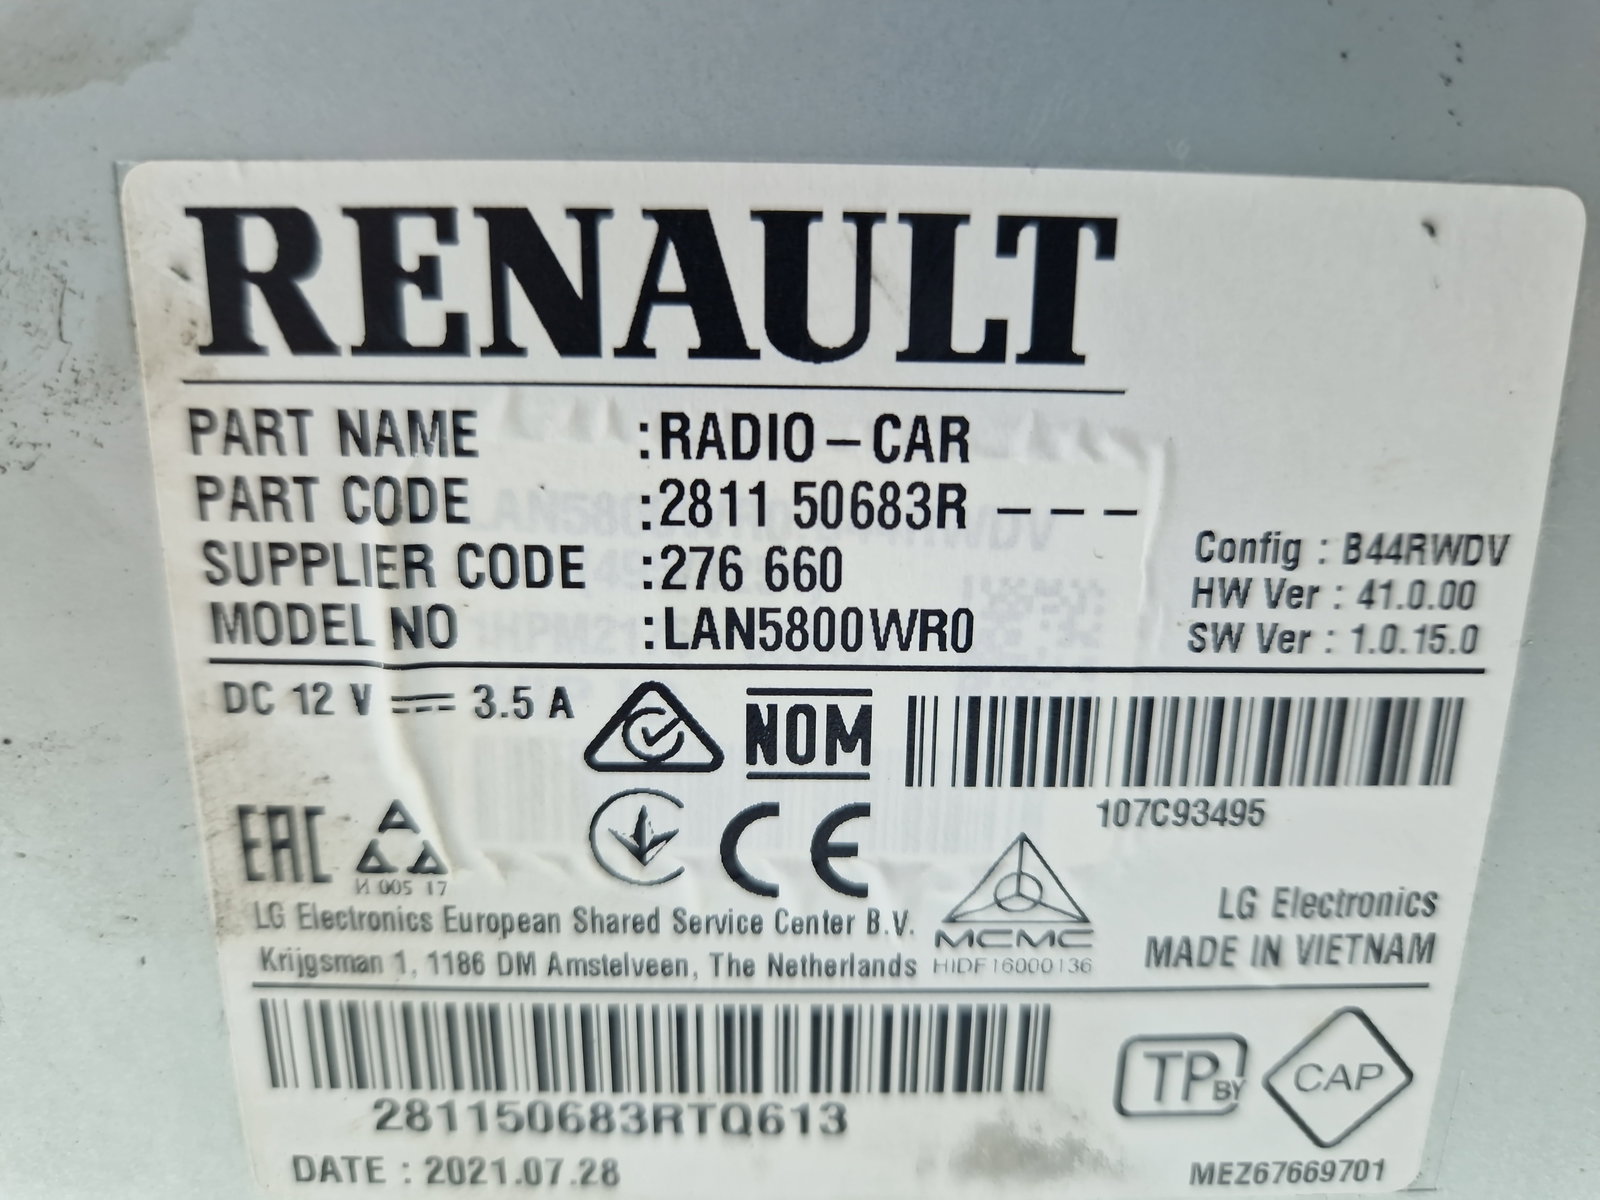 RENAULT
PART NAME :RADIO-CAR
PART CODE :2811 50683R ---
SUPPLIER CODE :276 660
MODEL NO :LAN5800WR0
Config : B44RWDV
HW Ver : 41.0.00
SW Ver : 1.0.15.0
DC 12 V 3.5 A
NOM
107C93495
EAC
И 005 17
CE
LG Electronics European Shared Service Center B.V.
Krijgsman 1, 1186 DM Amstelveen, The Netherlands
MCMC
HIDF16000136
LG Electronics
MADE IN VIETNAM
281150683RTQ613
DATE : 2021.07.28
TP BY
CAP
MEZ67669701